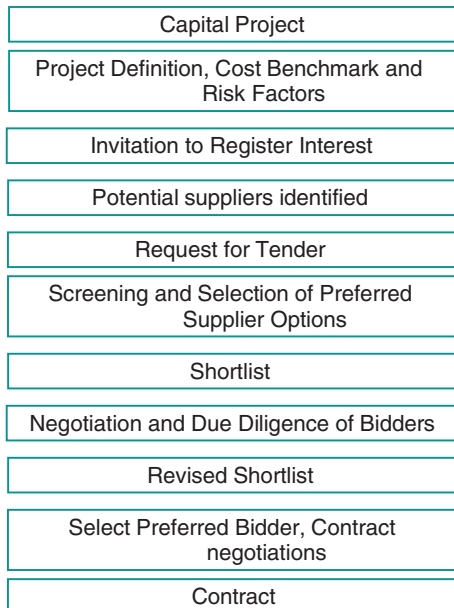 Capital Project
Project Definition, Cost Benchmark and
Risk Factors
Invitation to Register Interest
Potential suppliers identified
Request for Tender
Screening and Selection of Preferred
Supplier Options
Shortlist
Negotiation and Due Diligence of Bidders
Revised Shortlist
Select Preferred Bidder, Contract
negotiations
Contract